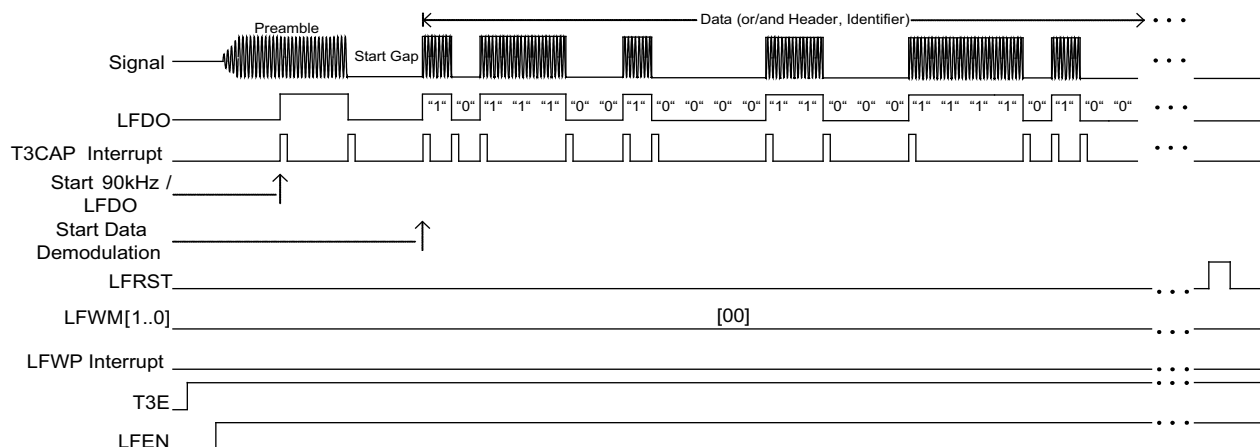 Data (or/and Header, Identifier)
Preamble
Start Gap
Signal
LFDO
“1“ “0“ “1“ “1“ “1“ “0“ “0“ “1“ “0“ “0“ “0“ “0“ “1“ “1“ “0“ “0“ “0“ “1“ “1“ “1“ “1“ “0“ “1“ “0“ “0“
T3CAP Interrupt
Start 90kHz /
LFDO
Start Data
Demodulation
LFRST
LFWM[1..0]
[00]
LFWP Interrupt
T3E
LFEN